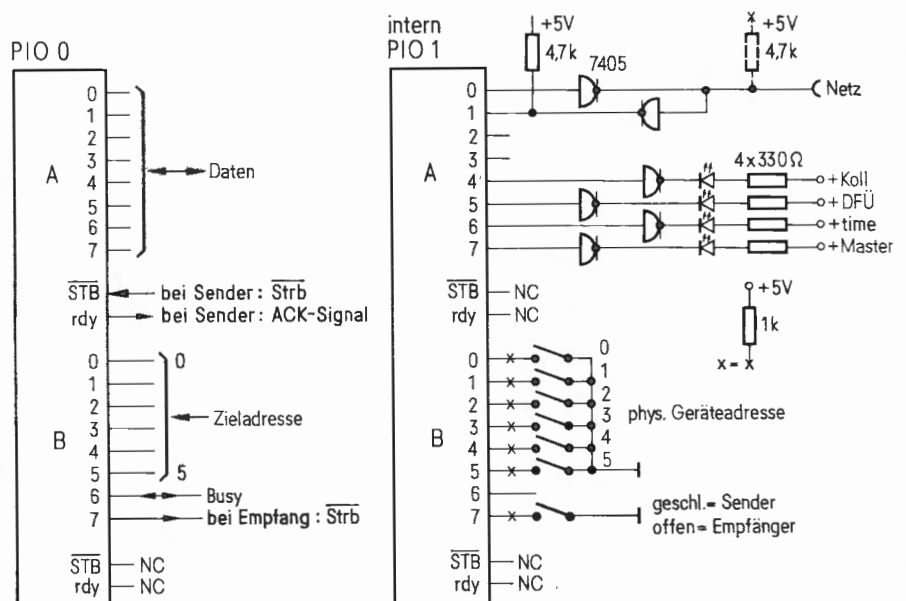 PIO 0
A
0
1
2
3
4
5
6
7
Daten
STB
bei Sender: Strb
rdy
bei Sender: ACK-Signal
B
0
1
2
3
4
5
6
7
0
5
Zieladresse
Busy
bei Empfang: Strb
STB
NC
rdy
NC
intern
PIO 1
+5V
4,7k
7405
x
+5V
4,7k
Netz
A
0
1
2
3
4
5
6
7
4x330Ω
+Koll
+DFÜ
+time
+Master
STB
NC
rdy
NC
+5V
1k
x = x
B
0
1
2
3
4
5
6
7
x
x
x
x
x
x
x
0
1
2
3
4
5
phys. Geräteadresse
geschl.= Sender
offen= Empfänger
STB
NC
rdy
NC